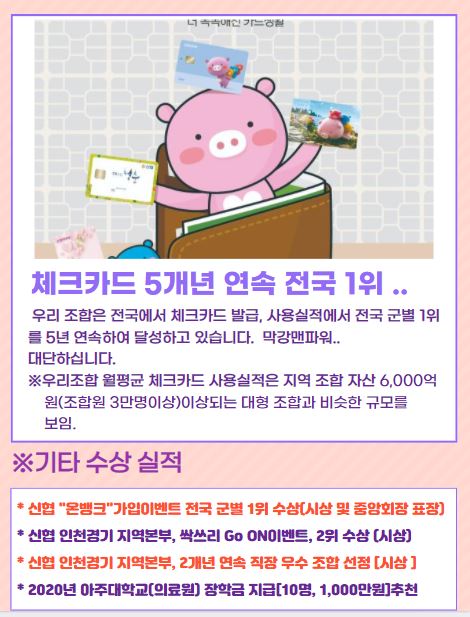 더 똑똑해진 카드생활
체크카드 5개년 연속 전국 1위 ..
우리 조합은 전국에서 체크카드 발급, 사용실적에서 전국 군별 1위
를 5년 연속하여 달성하고 있습니다. 막강맨파워..
대단하십니다.
※우리조합 월평균 체크카드 사용실적은 지역 조합 자산 6,000억
원(조합원 3만명이상)이상되는 대형 조합과 비슷한 규모를
보임.
※기타 수상 실적
* 신협 "온뱅크"가입이벤트 전국 군별 1위 수상(시상 및 중앙회장 표장)
* 신협 인천경기 지역본부, 싹쓰리 Go ON이벤트, 2위 수상 (시상)
* 신협 인천경기 지역본부, 2개년 연속 직장 우수 조합 선정 [시상 ]
* 2020년 아주대학교(의료원) 장학금 지급[10명, 1,000만원]추천